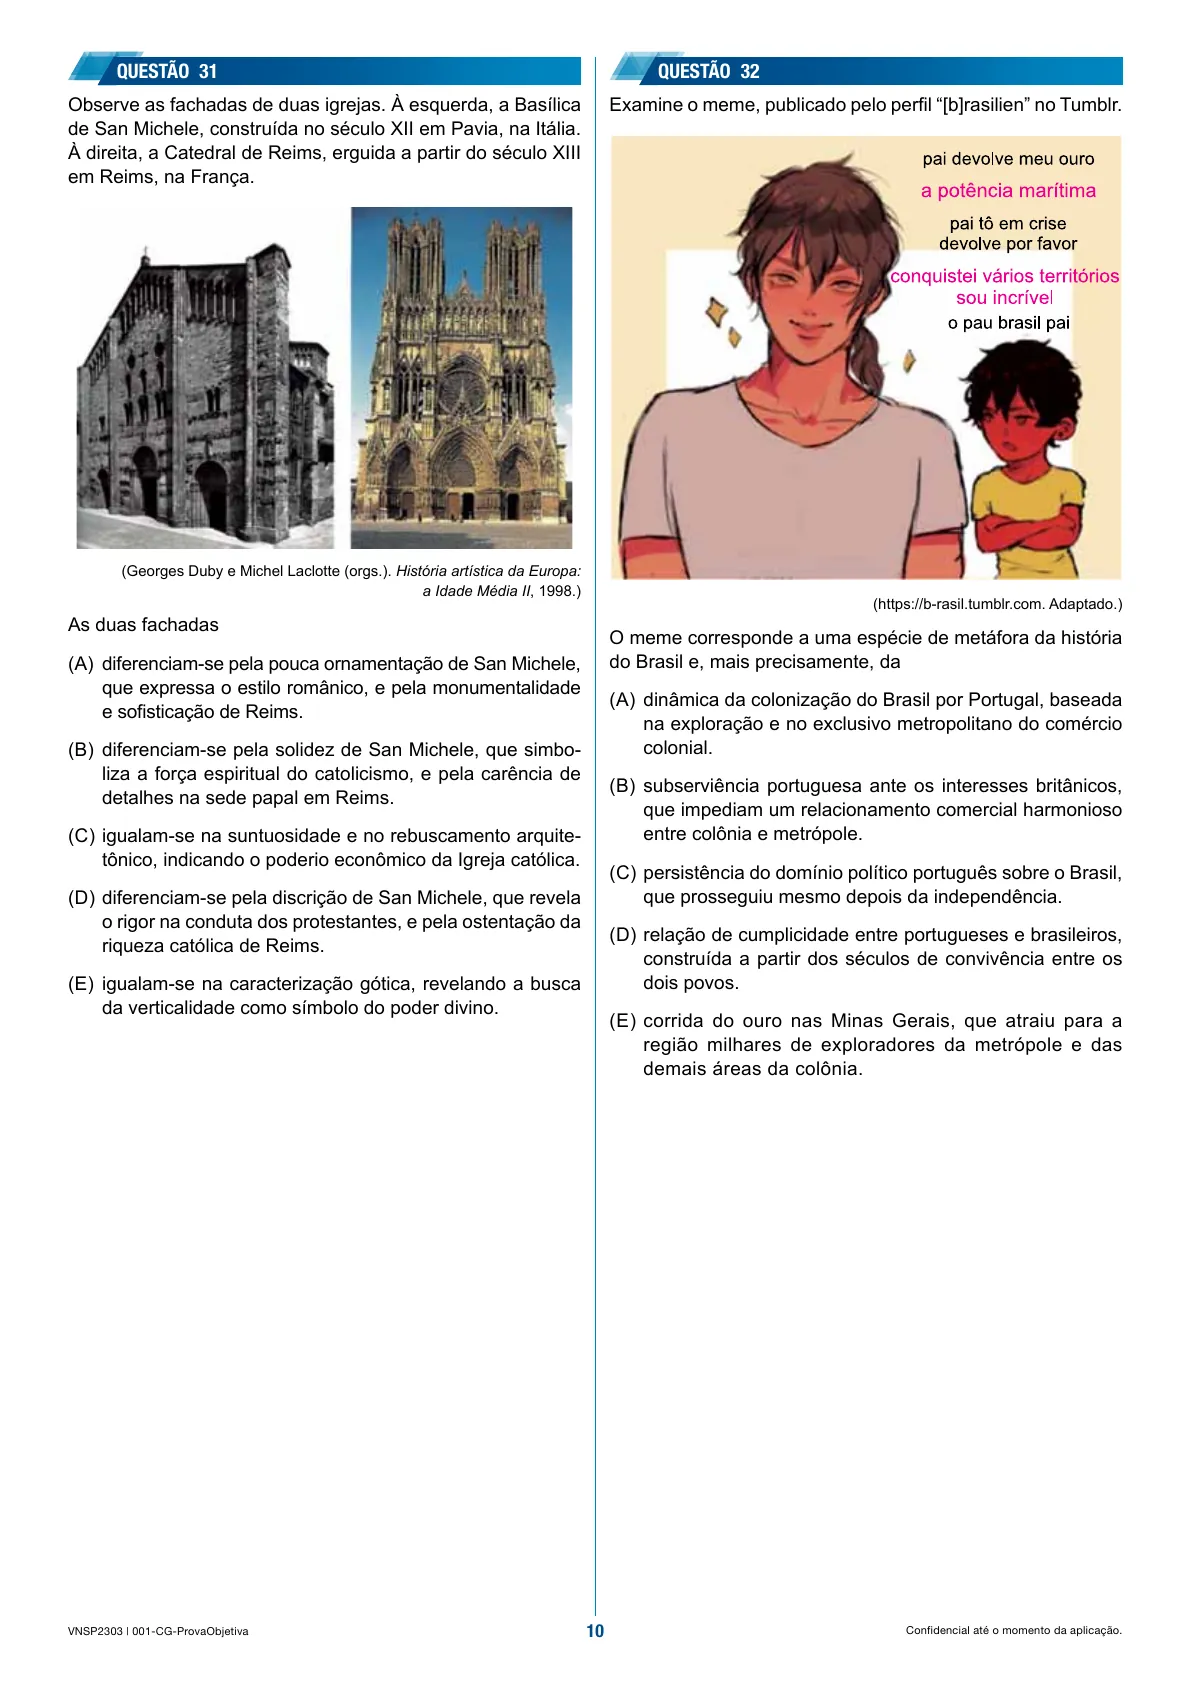 QUESTÃO 31
Observe as fachadas de duas igrejas. À esquerda, a Basílica
de San Michele, construída no século XII em Pavia, na Itália.
À direita, a Catedral de Reims, erguida a partir do século XIII
em Reims, na França.
(Georges Duby e Michel Laclotte (orgs.). História artística da Europa:
a Idade Média II, 1998.)
As duas fachadas
(A) diferenciam-se pela pouca ornamentação de San Michele,
que expressa o estilo românico, e pela monumentalidade
e sofisticação de Reims.
(B) diferenciam-se pela solidez de San Michele, que simbo-
liza a força espiritual do catolicismo, e pela carência de
detalhes na sede papal em Reims.
(C) igualam-se na suntuosidade e no rebuscamento arquite-
tônico, indicando o poderio econômico da Igreja católica.
(D) diferenciam-se pela discrição de San Michele, que revela
o rigor na conduta dos protestantes, e pela ostentação da
riqueza católica de Reims.
(E) igualam-se na caracterização gótica, revelando a busca
da verticalidade como símbolo do poder divino.
QUESTÃO 32
Examine o meme, publicado pelo perfil “[b]rasilien” no Tumblr.
pai devolve meu ouro
a potência marítima
pai tô em crise
devolve por favor
conquistei vários territórios
sou incrível
o pau brasil pai
(https://b-rasil.tumblr.com. Adaptado.)
O meme corresponde a uma espécie de metáfora da história
do Brasil e, mais precisamente, da
(A) dinâmica da colonização do Brasil por Portugal, baseada
na exploração e no exclusivo metropolitano do comércio
colonial.
(B) subserviência portuguesa ante os interesses britânicos,
que impediam um relacionamento comercial harmonioso
entre colônia e metrópole.
(C) persistência do domínio político português sobre o Brasil,
que prosseguiu mesmo depois da independência.
(D) relação de cumplicidade entre portugueses e brasileiros,
construída a partir dos séculos de convivência entre os
dois povos.
(E) corrida do ouro nas Minas Gerais, que atraiu para a
região milhares de exploradores da metrópole e das
demais áreas da colônia.
VNSP2303 | 001-CG-ProvaObjetiva
10
Confidencial até o momento da aplicação.